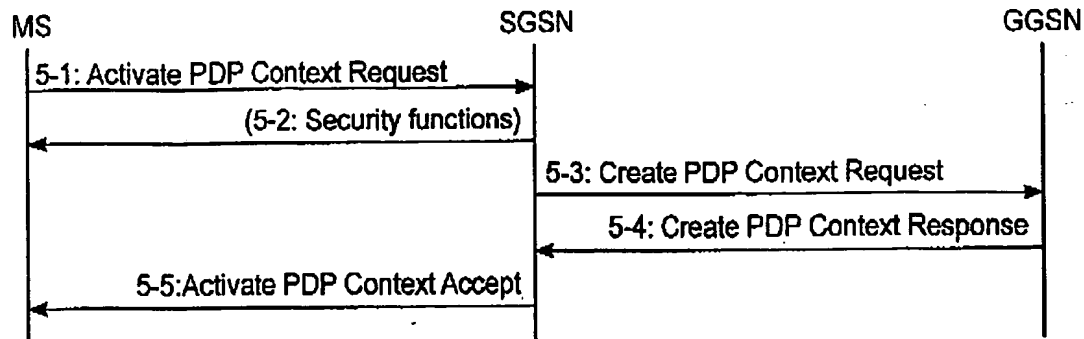 MS SGSN GGSN
5-1: Activate PDP Context Request
(5-2: Security functions)
5-3: Create PDP Context Request
5-4: Create PDP Context Response
5-5:Activate PDP Context Accept